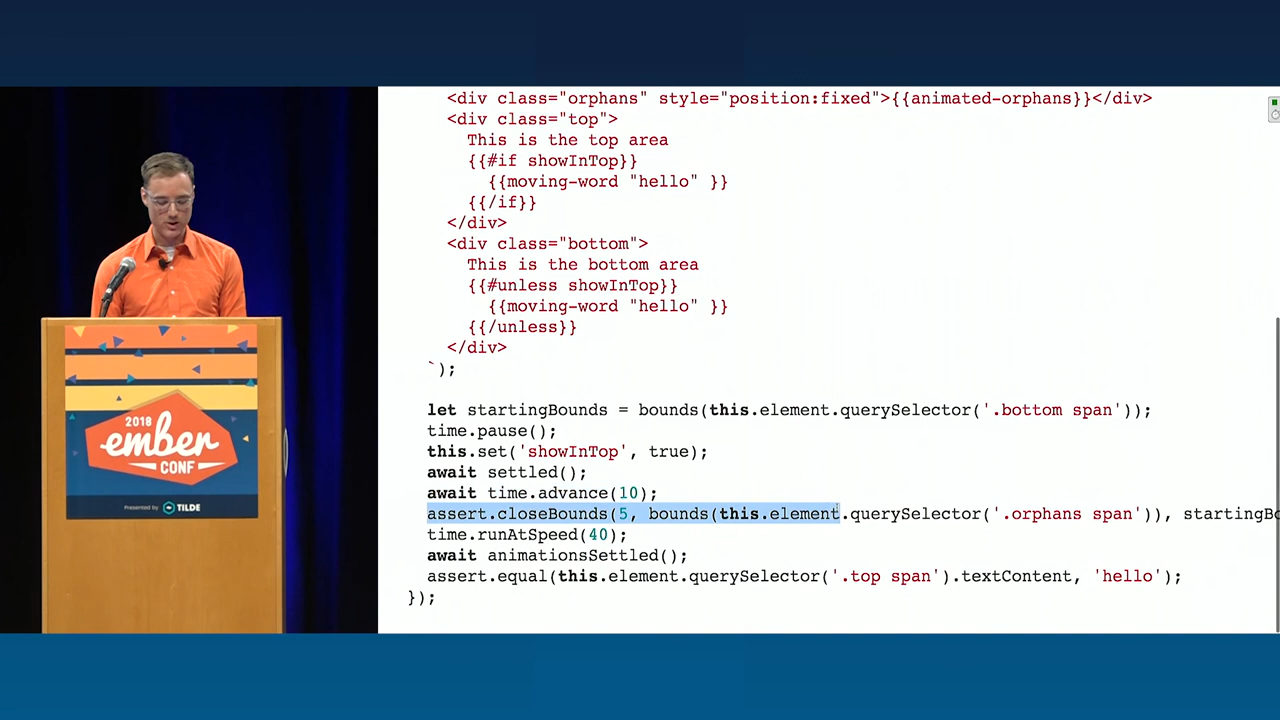 <div class="orphans" style="position:fixed">{{animated-orphans}}</div>
<div class="top">
This is the top area
{{#if showInTop}}
{{moving-word "hello" }}
{{/if}}
</div>
<div class="bottom">
This is the bottom area
{{#unless showInTop}}
{{moving-word "hello" }}
{{/unless}}
</div>
`);
let startingBounds = bounds(this.element.querySelector('.bottom span'));
time.pause();
this.set('showInTop', true);
await settled();
await time.advance(10);
assert.closeBounds(5, bounds(this.element.querySelector('.orphans span')), startingBo
time.runAtSpeed(40);
await animationsSettled();
assert.equal(this.element.querySelector('.top span').textContent, 'hello');
});
2018
ember
CONF
Presented by TILDE